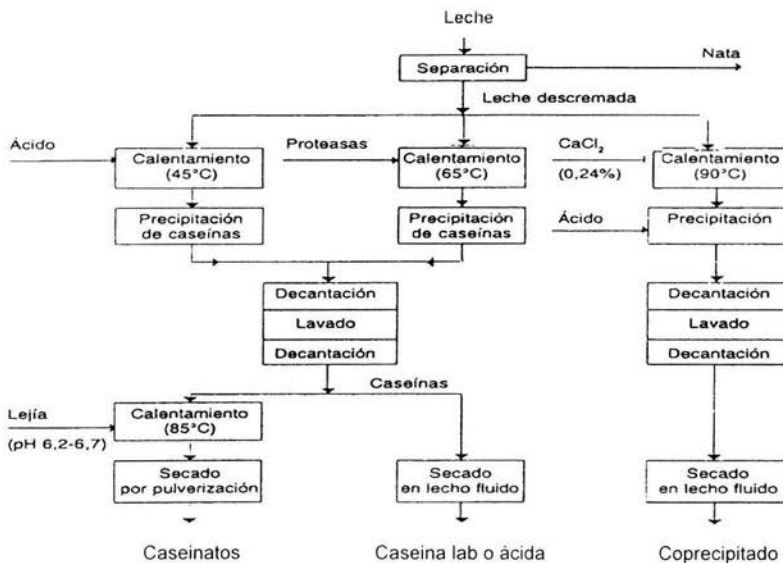 Leche
Separación
Nata
Leche descremada
Ácido
Calentamiento
(45°C)
Proteasas
Calentamiento
(65°C)
CaCl₂
(0,24%)
Calentamiento
(90°C)
Precipitación
de caseínas
Precipitación
de caseínas
Ácido
Precipitación
Decantación
Lavado
Decantación
Decantación
Lavado
Decantación
Caseínas
Lejía
(pH 6,2-6,7)
Calentamiento
(85°C)
Secado
por pulverización
Secado
en lecho fluido
Secado
en lecho fluido
Caseinatos
Caseina lab o ácida
Coprecipitado